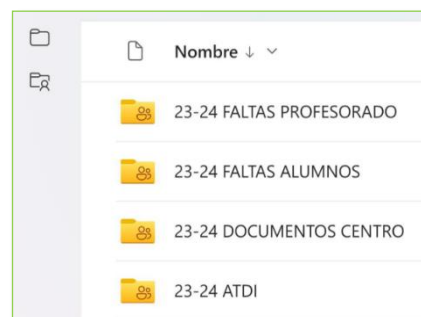 Nombre
23-24 FALTAS PROFESORADO
23-24 FALTAS ALUMNOS
23-24 DOCUMENTOS CENTRO
23-24 ATDI